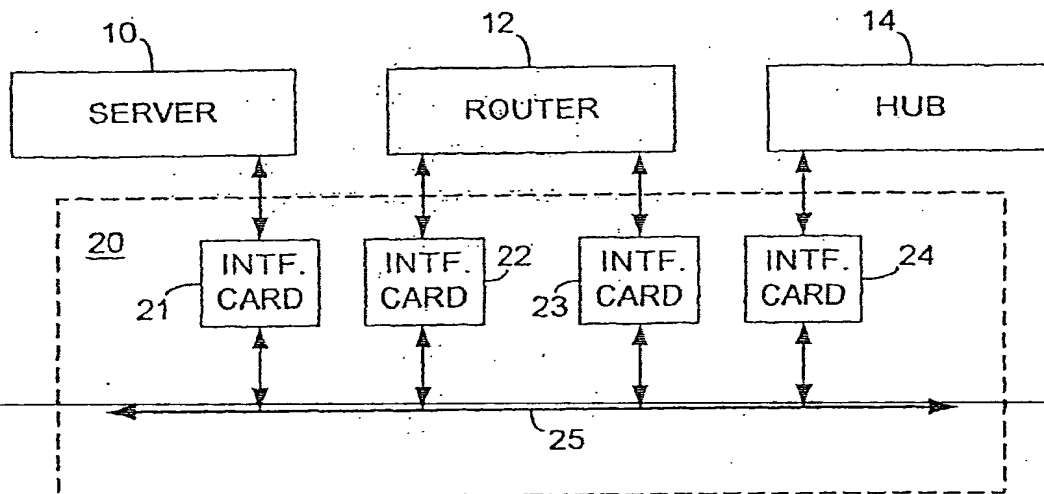 10
12
14
SERVER
ROUTER
HUB
20
INTF.
CARD
21
INTF.
CARD
22
INTF.
CARD
23
INTF.
CARD
24
25